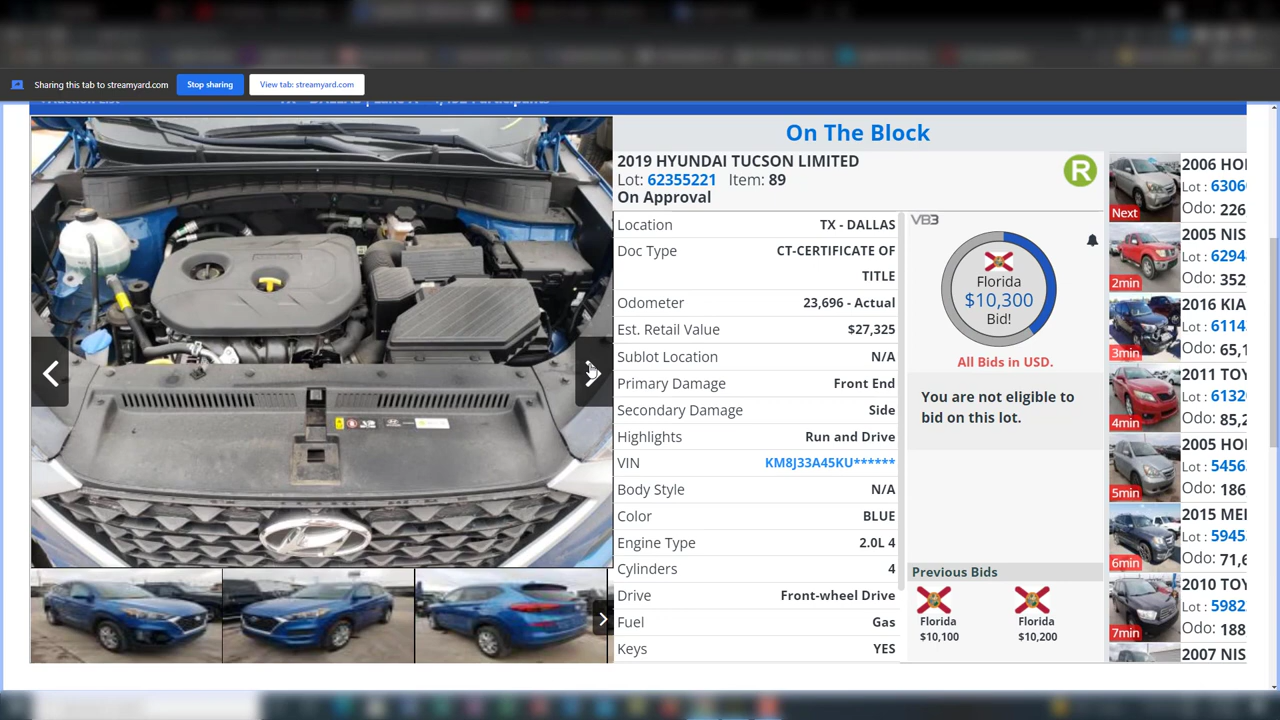 Sharing this tab to streamyard.com
Stop sharing
View tab: streamyard.com
On The Block
2019 HYUNDAI TUCSON LIMITED
Lot: 62355221 Item: 89
On Approval
R
Location TX - DALLAS
Doc Type CT-CERTIFICATE OF
TITLE
Odometer 23,696 - Actual
Est. Retail Value $27,325
Sublot Location N/A
Primary Damage Front End
Secondary Damage Side
Highlights Run and Drive
VIN KM8J33A45KU******
Body Style N/A
Color BLUE
Engine Type 2.0L 4
Cylinders 4
Drive Front-wheel Drive
Fuel Gas
Keys YES
VB3
Florida
$10,300
Bid!
All Bids in USD.
You are not eligible to
bid on this lot.
Previous Bids
Florida
$10,100
Florida
$10,200
2006 HO
Lot : 6306
Odo: 226
Next
2005 NIS
Lot : 6294
Odo: 352
2min
2016 KIA
Lot : 6114
Odo: 65,1
3min
2011 TOY
Lot : 6132
Odo: 85,2
4min
2005 HO
Lot : 5456
Odo: 186
5min
2015 MEI
Lot : 5945
Odo: 71,6
6min
2010 TOY
Lot : 5982
Odo: 188
7min
2007 NIS